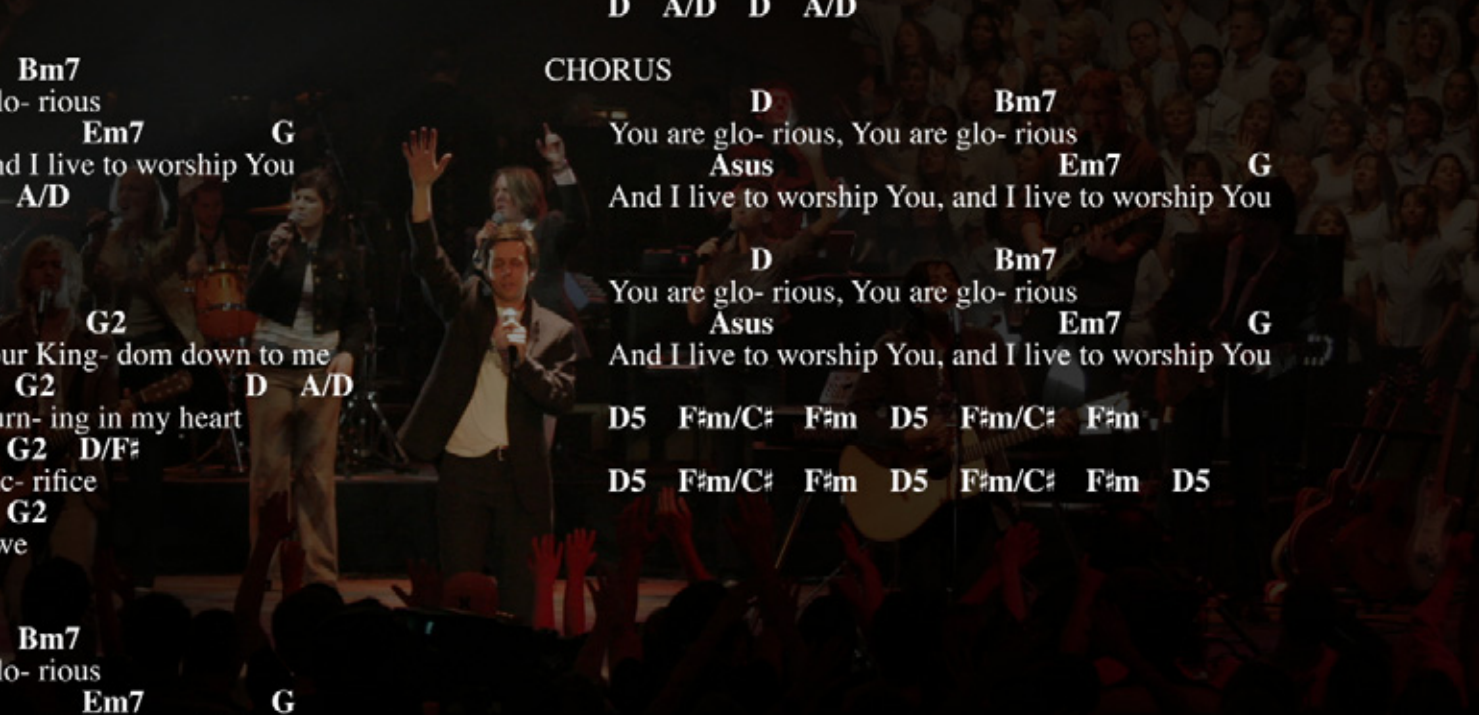 Bm7
lo- rious
Em7 G
nd I live to worship You
A/D
G2
ur King- dom down to me
G2 D A/D
urn- ing in my heart
G2 D/F♯
c- rifice
G2
ve
Bm7
lo- rious
Em7 G
D A/D D A/D
CHORUS
D Bm7
You are glo- rious, You are glo- rious
Asus Em7 G
And I live to worship You, and I live to worship You
D Bm7
You are glo- rious, You are glo- rious
Asus Em7 G
And I live to worship You, and I live to worship You
D5 F♯m/C♯ F♯m D5 F♯m/C♯ F♯m
D5 F♯m/C♯ F♯m D5 F♯m/C♯ F♯m D5